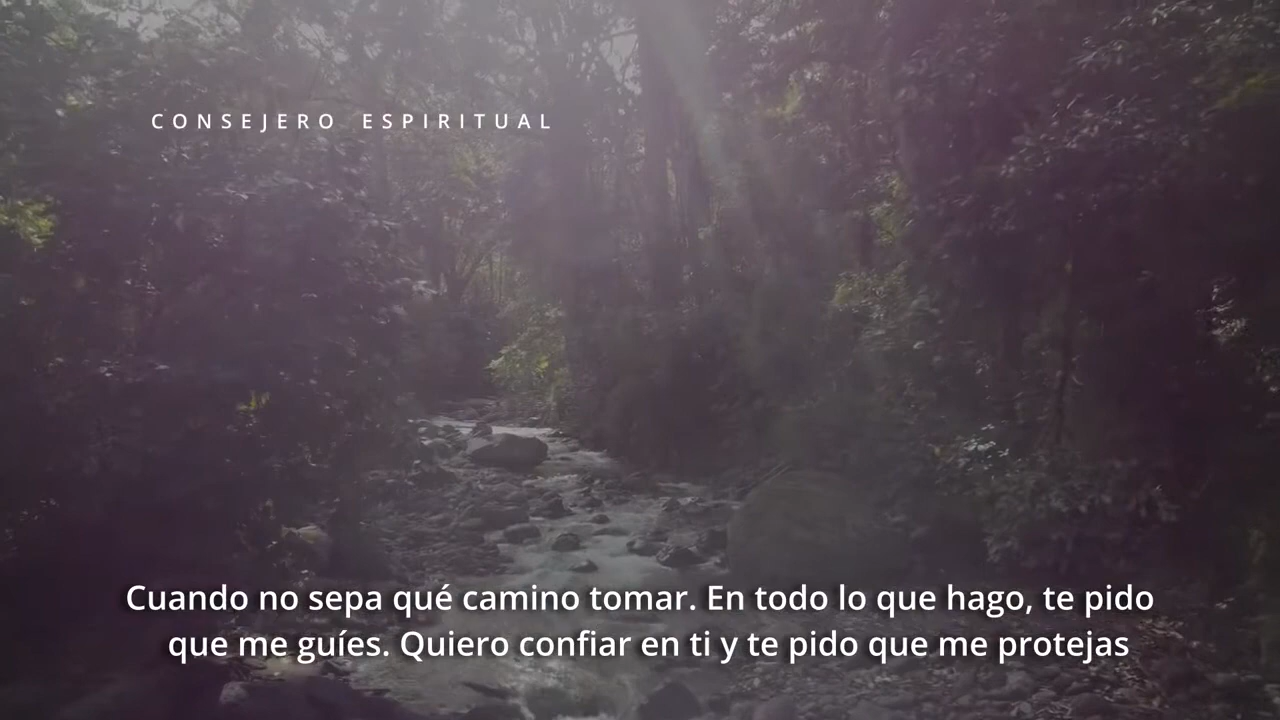 CONSEJERO ESPIRITUAL
Cuando no sepa qué camino tomar. En todo lo que hago, te pido
que me guíes. Quiero confiar en ti y te pido que me protejas